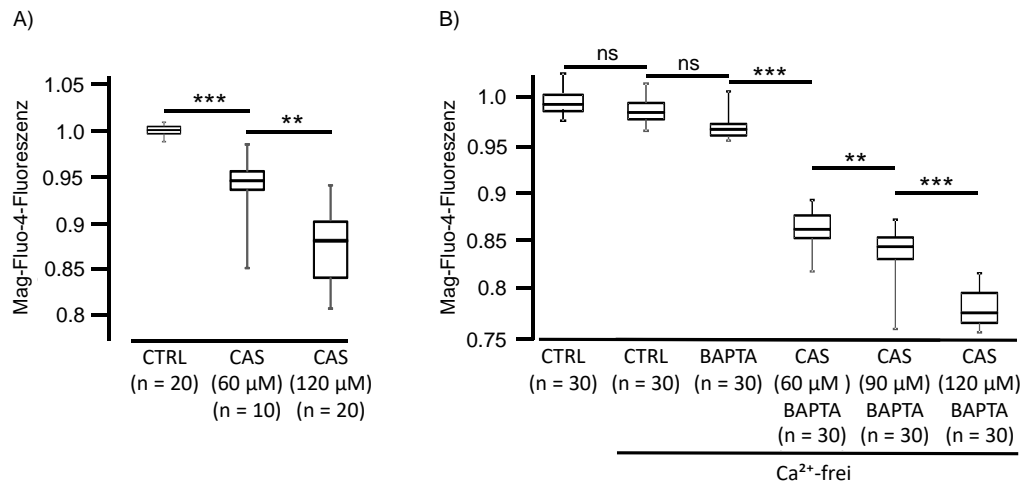 A)
Mag-Fluo-4-Fluoreszenz
1.05
1.0
0.95
0.9
0.85
0.8
***
**
CTRL
(n = 20)
CAS
(60 µM)
(n = 10)
CAS
(120 µM)
(n = 20)
B)
Mag-Fluo-4-Fluoreszenz
1.0
0.95
0.9
0.85
0.8
0.75
ns
ns
***
**
***
CTRL
(n = 30)
CTRL
(n = 30)
BAPTA
(n = 30)
CAS
(60 µM )
BAPTA
(n = 30)
CAS
(90 µM)
BAPTA
(n = 30)
CAS
(120 µM)
BAPTA
(n = 30)
Ca²⁺-frei